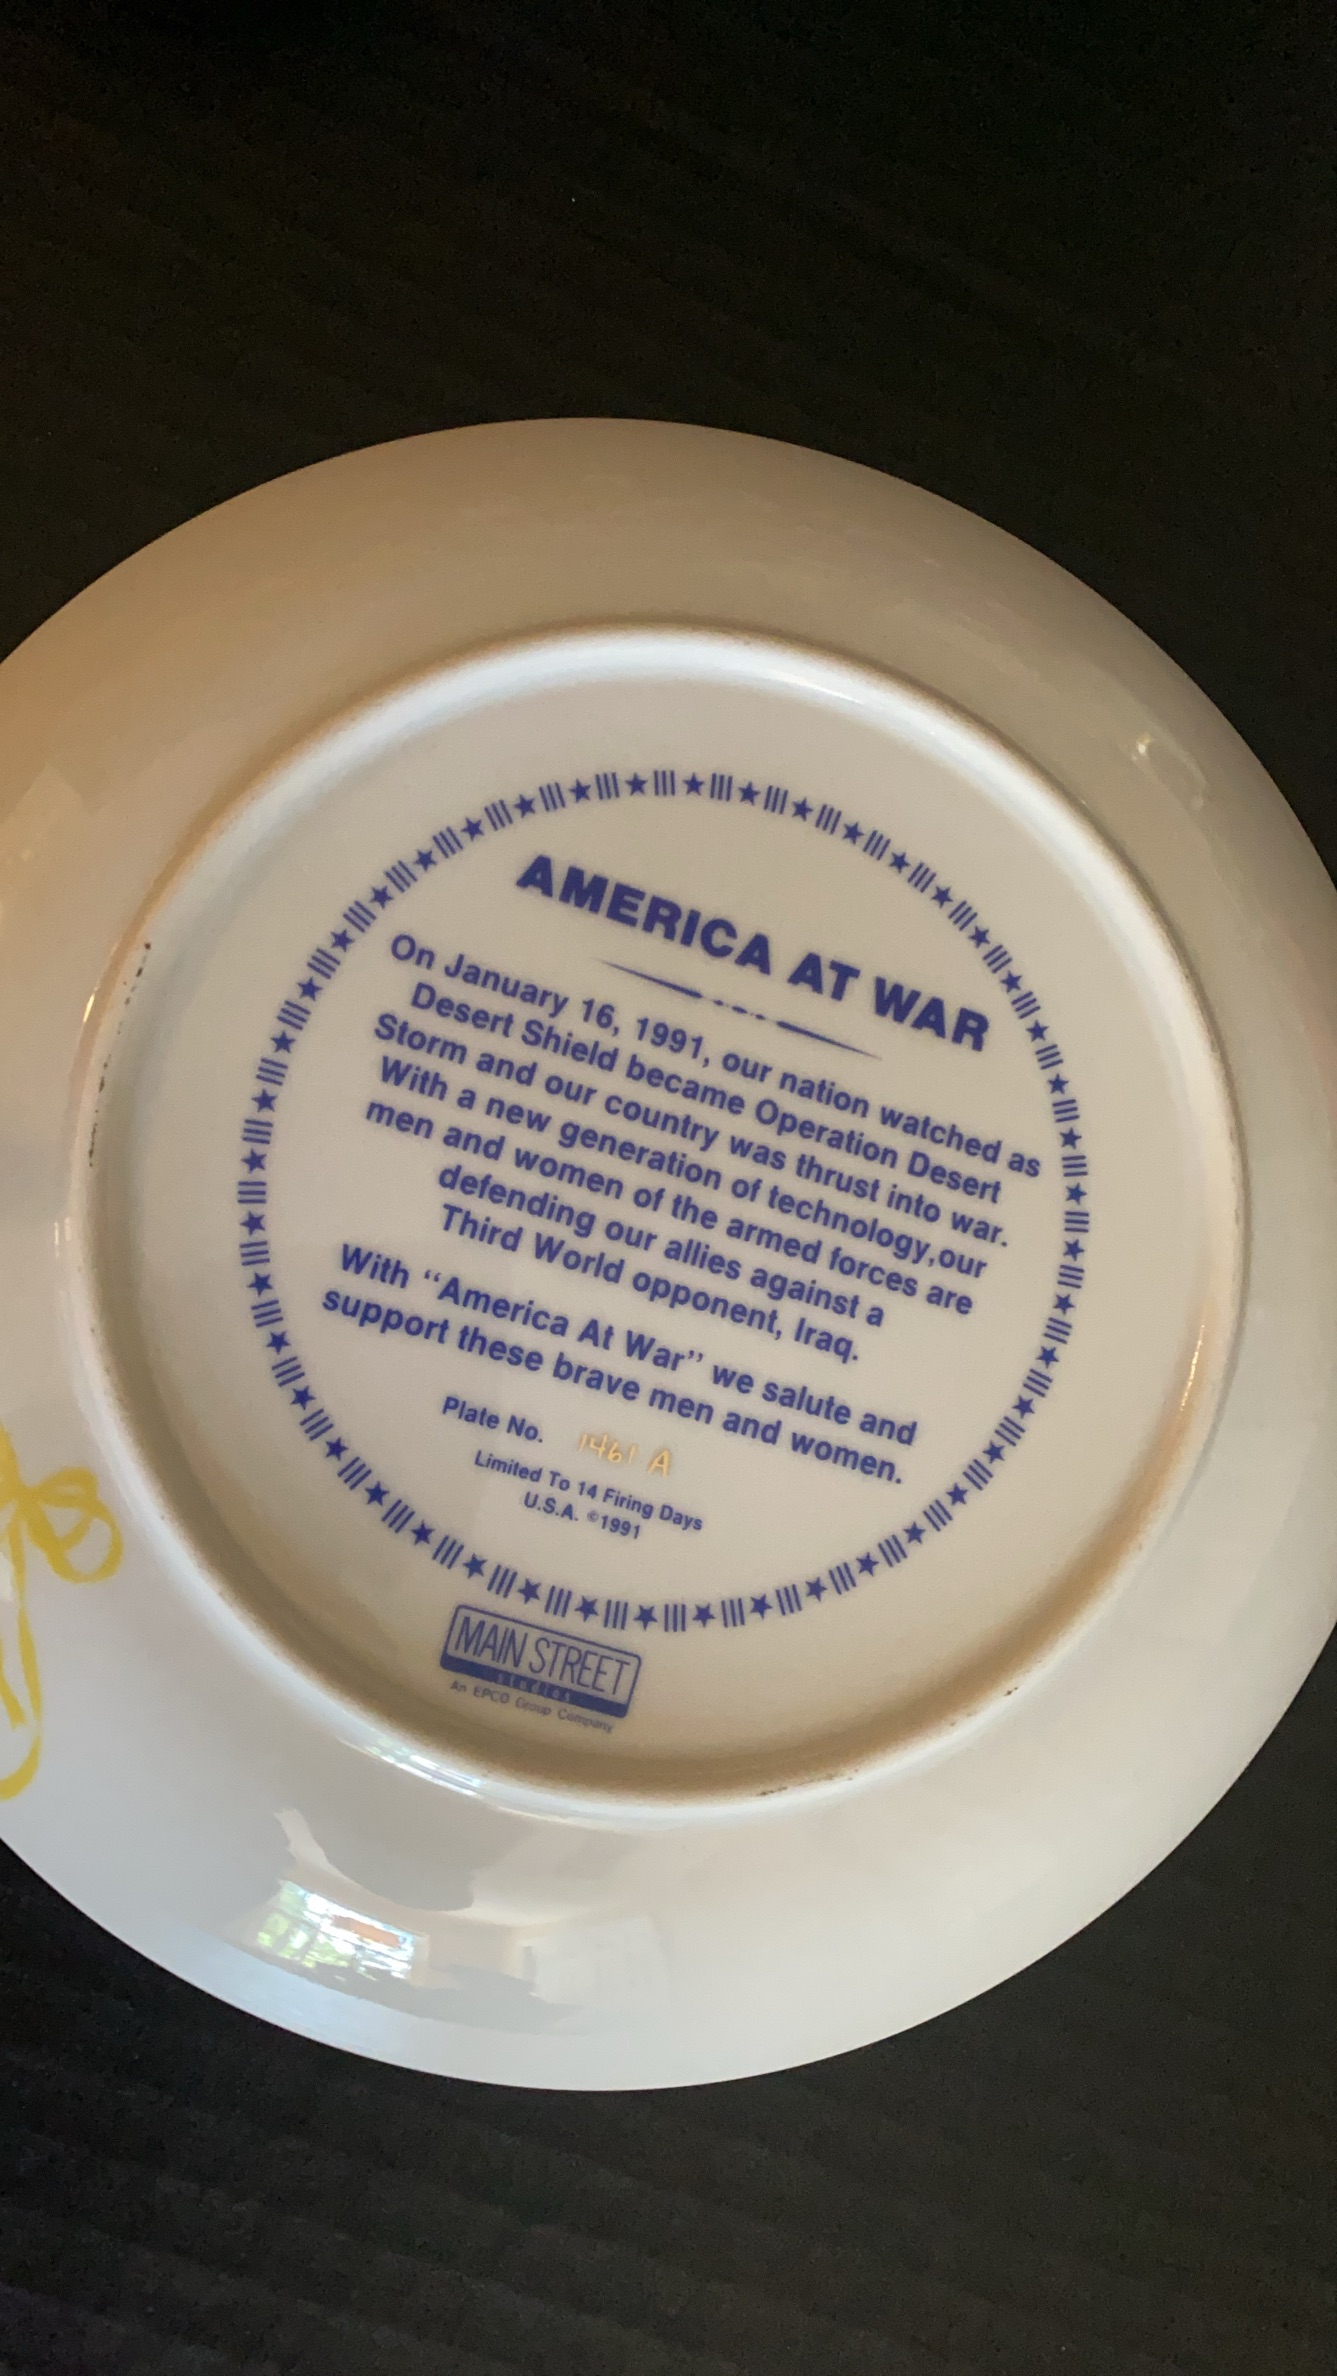 AMERICA AT WAR
On January 16, 1991, our nation watched as
Desert Shield became Operation Desert
Storm and our country was thrust into war.
With a new generation of technology,our
men and women of the armed forces are
defending our allies against a
Third World opponent, Iraq.
With “America At War” we salute and
support these brave men and women.
Plate No. 1461 A
Limited To 14 Firing Days
U.S.A. ©1991
MAIN STREET
studios
An EPCO Group Company